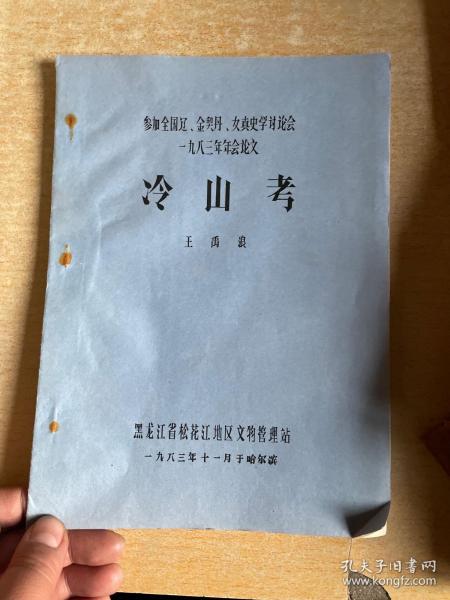 参加全国辽、金契丹、女真史学讨论会
一九八三年年会论文
冷山考
王禹浪
黑龙江省松花江地区文物管理站
一九八三年十一月于哈尔滨
孔夫子旧书网
www.kongfz.com